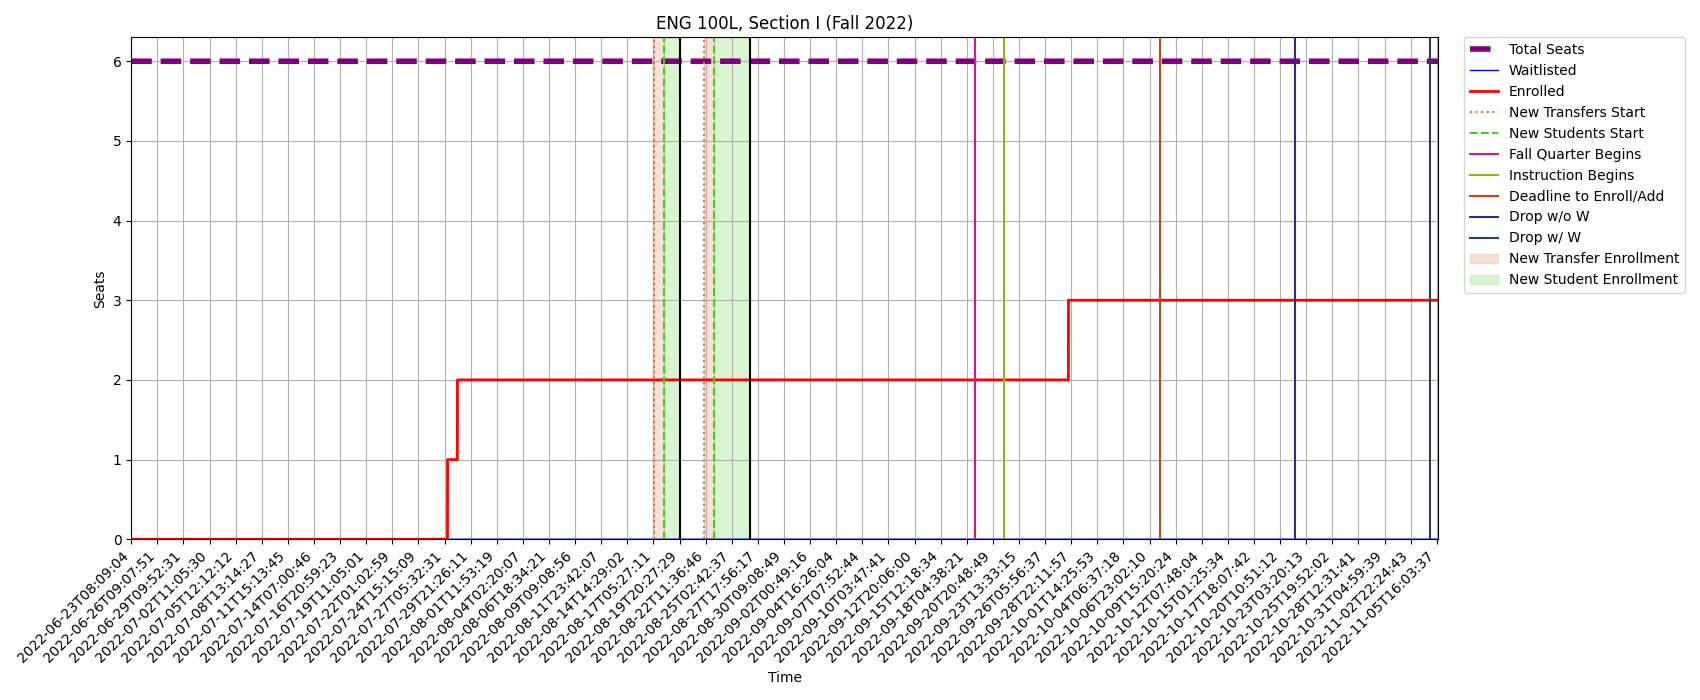 ENG 100L, Section I (Fall 2022)
Seats
6
5
4
3
2
1
0
2022-06-23T08:09:04
2022-06-26T09:07:51
2022-06-29T09:52:31
2022-07-02T11:05:30
2022-07-05T12:12:12
2022-07-08T13:14:27
2022-07-11T15:13:45
2022-07-14T07:00:46
2022-07-16T20:59:23
2022-07-19T11:05:01
2022-07-22T01:02:59
2022-07-24T15:15:09
2022-07-27T05:32:31
2022-07-29T21:26:11
2022-08-01T11:53:19
2022-08-04T02:20:07
2022-08-06T18:34:21
2022-08-09T09:08:56
2022-08-11T23:42:07
2022-08-14T14:29:02
2022-08-17T05:27:11
2022-08-19T20:27:29
2022-08-22T11:36:46
2022-08-25T02:42:37
2022-08-27T17:56:17
2022-08-30T09:08:49
2022-09-02T00:49:16
2022-09-04T16:26:04
2022-09-07T07:52:44
2022-09-10T03:47:41
2022-09-12T20:06:00
2022-09-15T12:18:34
2022-09-18T04:38:21
2022-09-20T20:48:49
2022-09-23T13:33:15
2022-09-26T05:56:37
2022-09-28T22:11:57
2022-10-01T14:25:53
2022-10-04T06:37:18
2022-10-06T23:02:10
2022-10-09T15:20:24
2022-10-12T07:48:04
2022-10-15T01:25:34
2022-10-17T18:07:42
2022-10-20T10:51:12
2022-10-23T03:20:13
2022-10-25T19:52:02
2022-10-28T12:31:41
2022-10-31T04:59:39
2022-11-02T22:24:43
2022-11-05T16:03:37
Time
Total Seats
Waitlisted
Enrolled
New Transfers Start
New Students Start
Fall Quarter Begins
Instruction Begins
Deadline to Enroll/Add
Drop w/o W
Drop w/ W
New Transfer Enrollment
New Student Enrollment